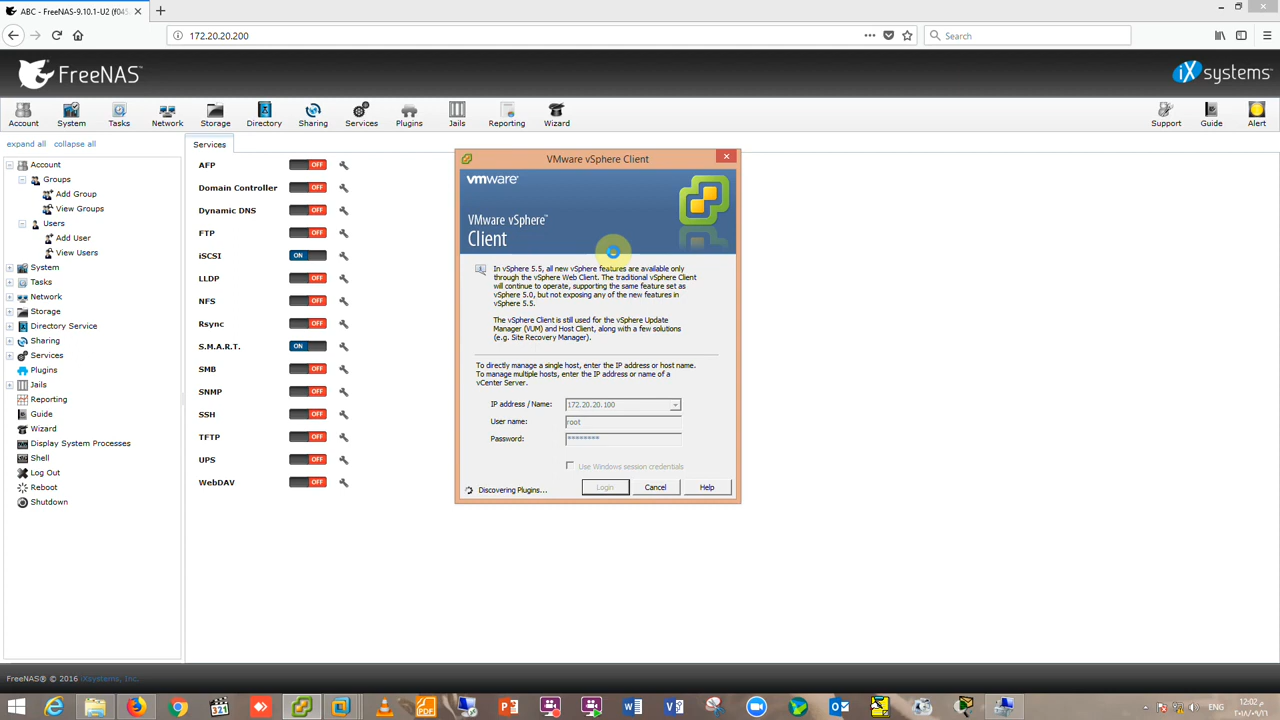 ABC - FreeNAS-9.10.1-U2 (f045
172.20.20.200
Search
FreeNAS
iXsystems
Account
System
Tasks
Network
Storage
Directory
Sharing
Services
Plugins
Jails
Reporting
Wizard
Support
Guide
Alert
expand all
collapse all
Account
Groups
Add Group
View Groups
Users
Add User
View Users
System
Tasks
Network
Storage
Directory Service
Sharing
Services
Plugins
Jails
Reporting
Guide
Wizard
Display System Processes
Shell
Log Out
Reboot
Shutdown
Services
AFP OFF
Domain Controller OFF
Dynamic DNS OFF
FTP OFF
iSCSI ON
LLDP OFF
NFS OFF
Rsync OFF
S.M.A.R.T. ON
SMB OFF
SNMP OFF
SSH OFF
TFTP OFF
UPS OFF
WebDAV OFF
VMware vSphere Client
vmware
VMware vSphere™
Client
In vSphere 5.5, all new vSphere features are available only
through the vSphere Web Client. The traditional vSphere Client
will continue to operate, supporting the same feature set as
vSphere 5.0, but not exposing any of the new features in
vSphere 5.5.
The vSphere Client is still used for the vSphere Update
Manager (VUM) and Host Client, along with a few solutions
(e.g. Site Recovery Manager).
To directly manage a single host, enter the IP address or host name.
To manage multiple hosts, enter the IP address or name of a
vCenter Server.
IP address / Name: 172.20.20.100
User name: root
Password: ********
Use Windows session credentials
Discovering Plugins...
Login
Cancel
Help
FreeNAS® © 2016 iXsystems, Inc.
321
PDF
ENG
12:02 م